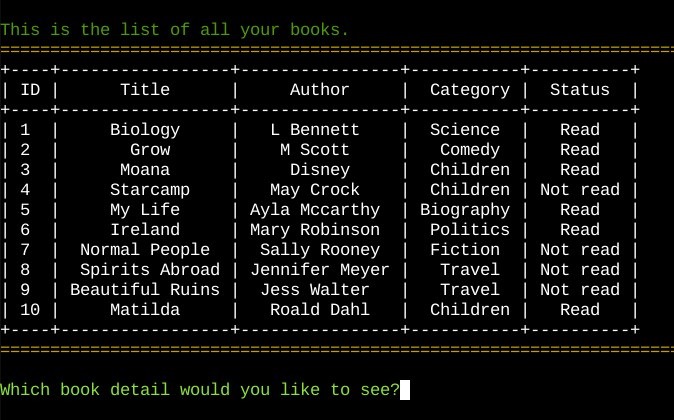 This is the list of all your books.
====================================================================
+----+-----------------+----------------+-----------+----------+
| ID |      Title      |     Author     |  Category |  Status  |
+----+-----------------+----------------+-----------+----------+
| 1  |     Biology     |   L Bennett    |  Science  |   Read   |
| 2  |       Grow      |    M Scott     |   Comedy  |   Read   |
| 3  |      Moana      |     Disney     |  Children |   Read   |
| 4  |     Starcamp    |   May Crock    |  Children | Not read |
| 5  |     My Life     | Ayla Mccarthy  | Biography |   Read   |
| 6  |     Ireland     | Mary Robinson  |  Politics |   Read   |
| 7  |  Normal People  |  Sally Rooney  |  Fiction  | Not read |
| 8  |  Spirits Abroad | Jennifer Meyer |   Travel  | Not read |
| 9  | Beautiful Ruins |  Jess Walter   |   Travel  | Not read |
| 10 |     Matilda     |   Roald Dahl   |  Children |   Read   |
+----+-----------------+----------------+-----------+----------+
====================================================================
Which book detail would you like to see?